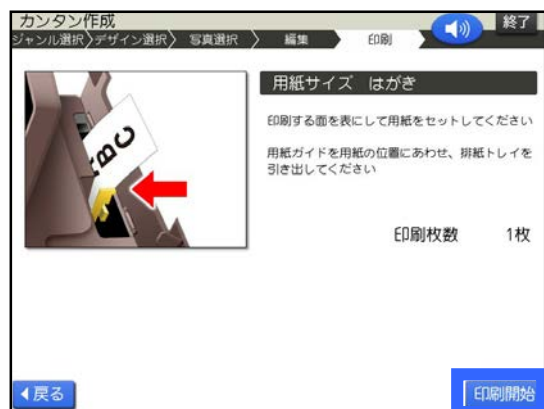 カンタン作成
終了
ジャンル選択〉デザイン選択〉 写真選択 〉 編集 印刷
用紙サイズ はがき
ABC
印刷する面を表にして用紙をセットしてください
用紙ガイドを用紙の位置にあわせ、排紙トレイを
引き出してください
印刷枚数 1枚
戻る
印刷開始